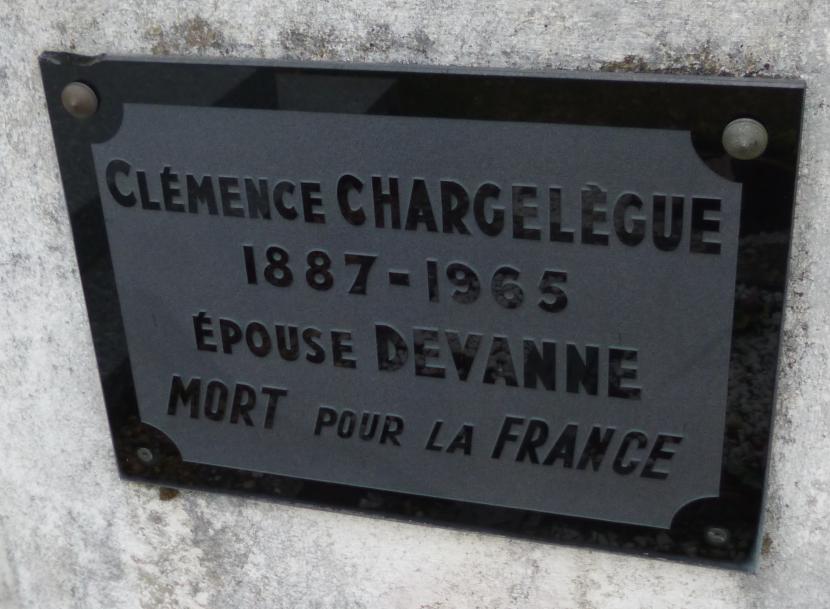 CLÉMENCE CHARGELÈGUE
1887-1965
ÉPOUSE DEVANNE
MORT POUR LA FRANCE